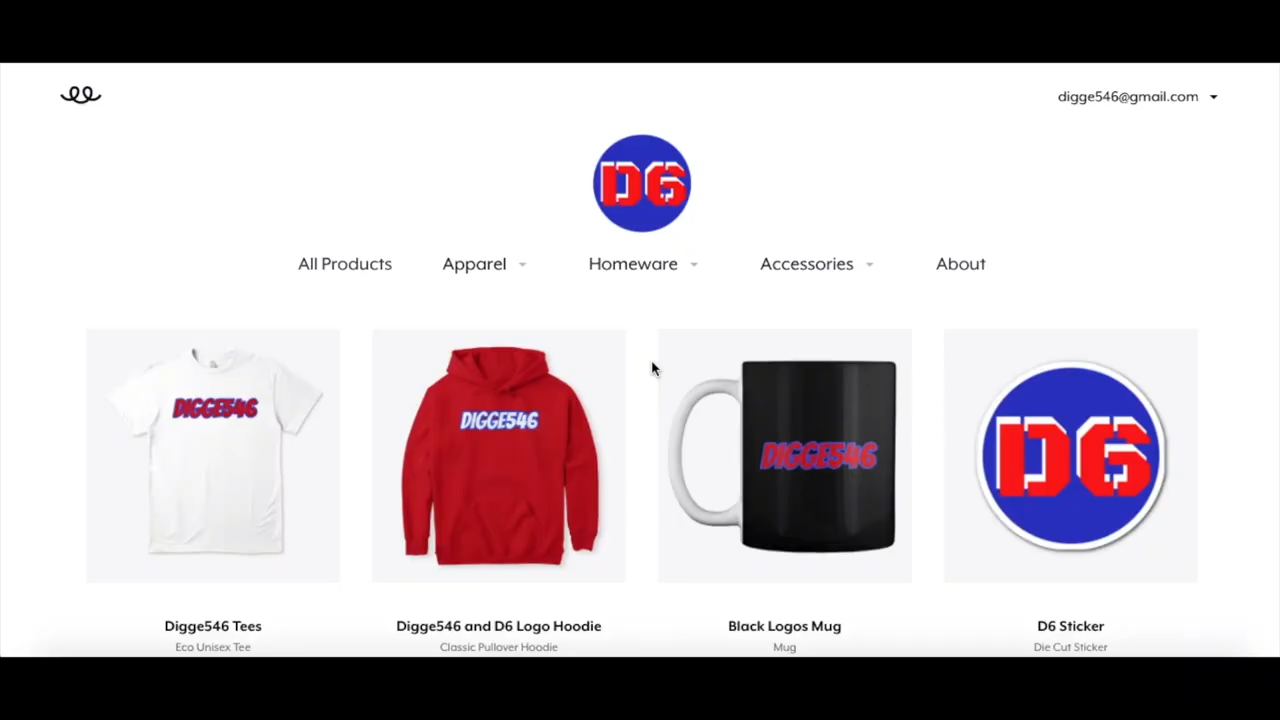 digge546@gmail.com
D6
All Products
Apparel
Homeware
Accessories
About
DIGGE546
DIGGE546
DIGGE546
D6
Digge546 Tees
Digge546 and D6 Logo Hoodie
Black Logos Mug
D6 Sticker
Eco Unisex Tee
Classic Pullover Hoodie
Mug
Die Cut Sticker